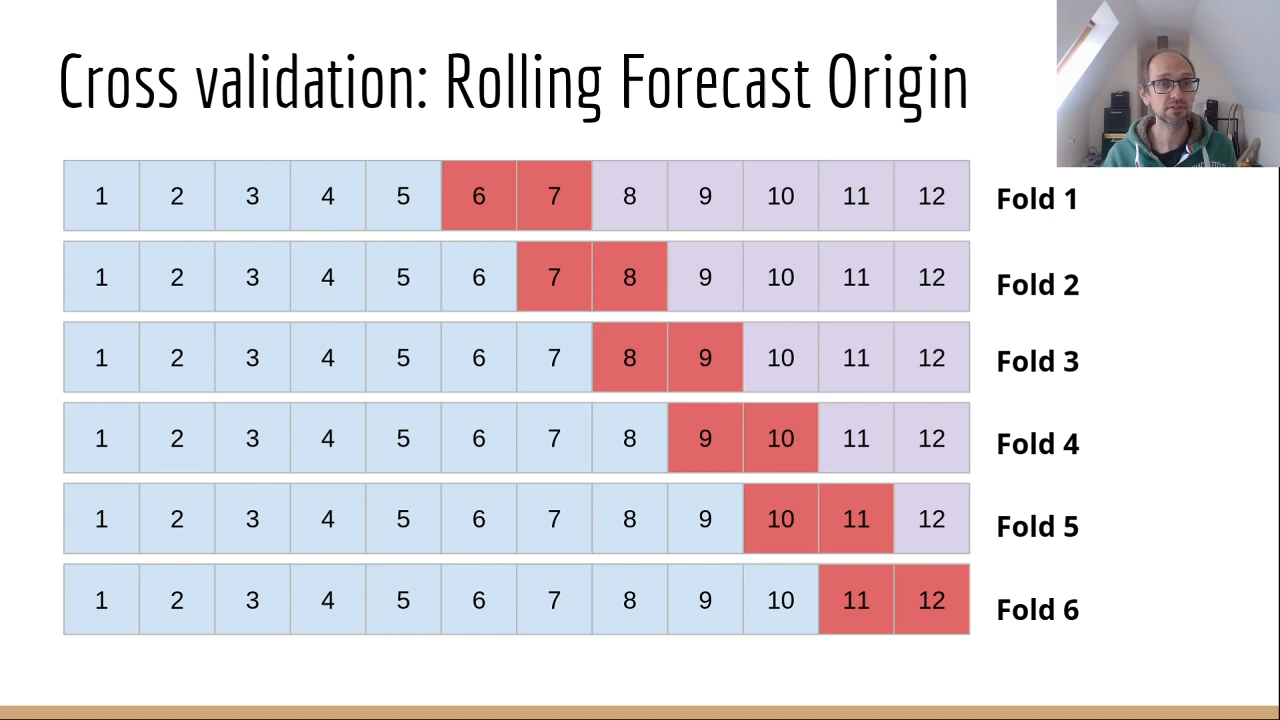 Cross validation: Rolling Forecast Origin
1 2 3 4 5 6 7 8 9 10 11 12 Fold 1
1 2 3 4 5 6 7 8 9 10 11 12 Fold 2
1 2 3 4 5 6 7 8 9 10 11 12 Fold 3
1 2 3 4 5 6 7 8 9 10 11 12 Fold 4
1 2 3 4 5 6 7 8 9 10 11 12 Fold 5
1 2 3 4 5 6 7 8 9 10 11 12 Fold 6